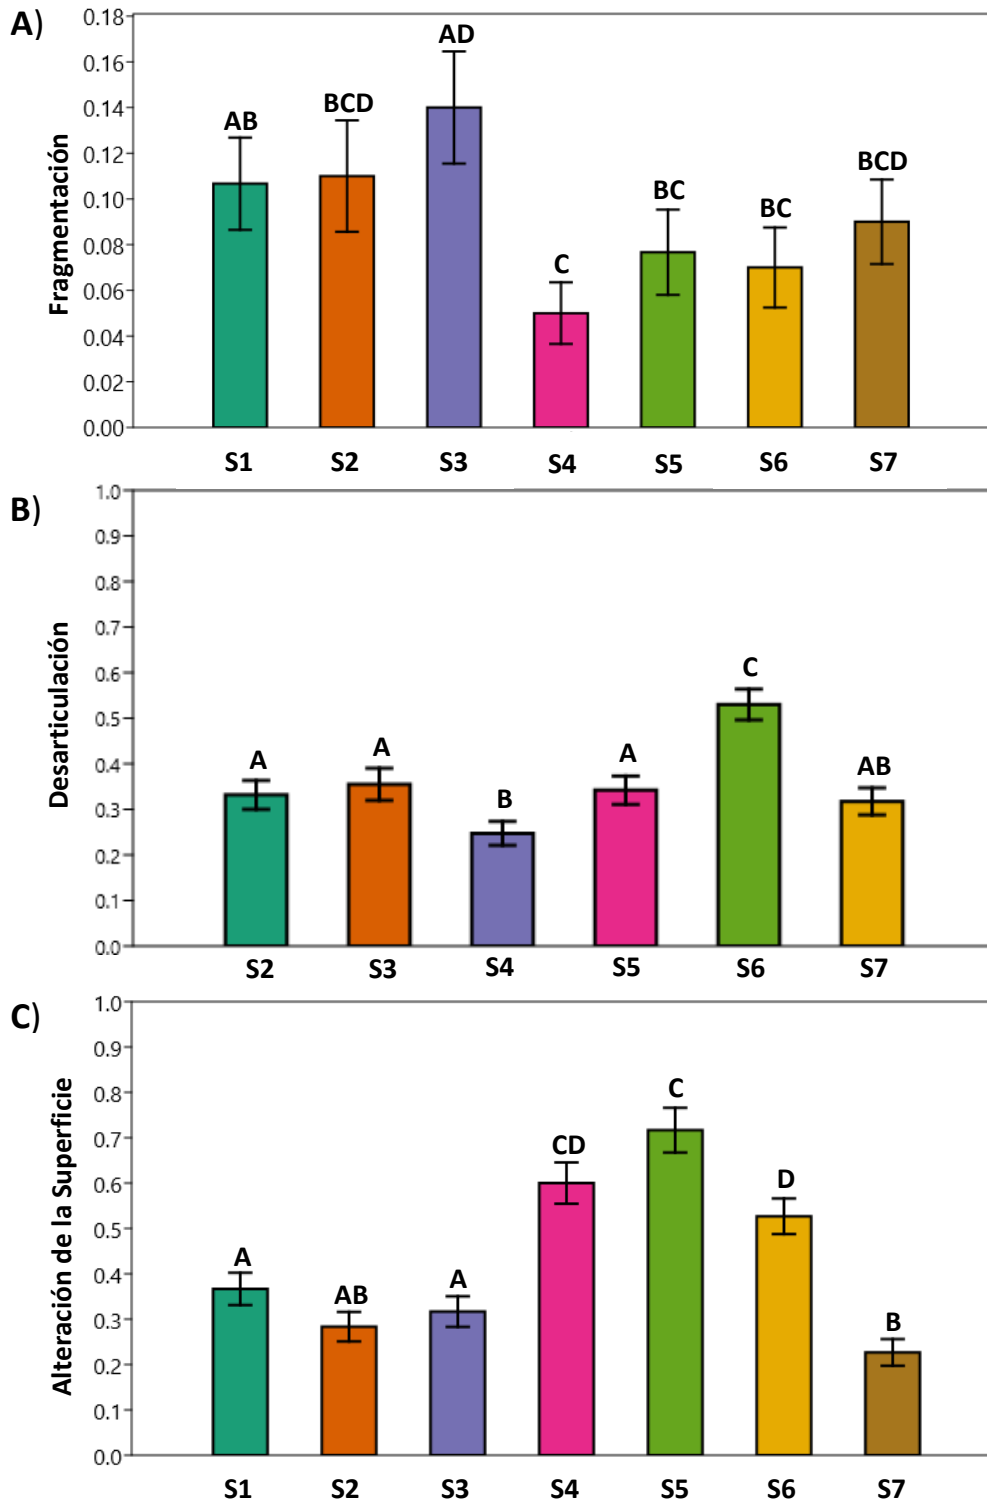 A)
Fragmentación
0.18
0.16
0.14
0.12
0.10
0.08
0.06
0.04
0.02
0.00
AB
BCD
AD
C
BC
BC
BCD
S1 S2 S3 S4 S5 S6 S7
B)
Desarticulación
1.0
0.9
0.8
0.7
0.6
0.5
0.4
0.3
0.2
0.1
0.0
A
A
B
A
C
AB
S2 S3 S4 S5 S6 S7
C)
Alteración de la Superficie
1.0
0.9
0.8
0.7
0.6
0.5
0.4
0.3
0.2
0.1
0.0
A
AB
A
CD
C
D
B
S1 S2 S3 S4 S5 S6 S7